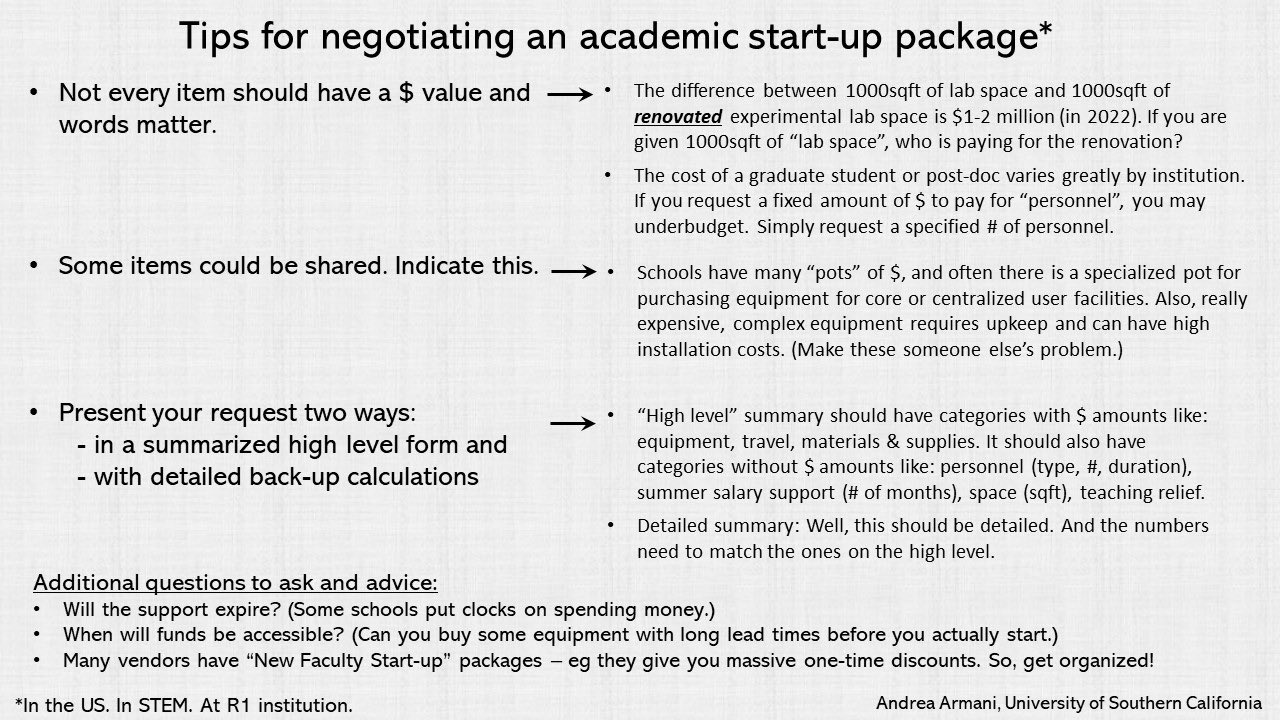 Tips for negotiating an academic start-up package*
• Not every item should have a $ value and
words matter.
• The difference between 1000sqft of lab space and 1000sqft of
renovated experimental lab space is $1-2 million (in 2022). If you are
given 1000sqft of “lab space”, who is paying for the renovation?
• The cost of a graduate student or post-doc varies greatly by institution.
If you request a fixed amount of $ to pay for “personnel”, you may
underbudget. Simply request a specified # of personnel.
• Some items could be shared. Indicate this.
• Schools have many “pots” of $, and often there is a specialized pot for
purchasing equipment for core or centralized user facilities. Also, really
expensive, complex equipment requires upkeep and can have high
installation costs. (Make these someone else’s problem.)
• Present your request two ways:
- in a summarized high level form and
- with detailed back-up calculations
• “High level” summary should have categories with $ amounts like:
equipment, travel, materials & supplies. It should also have
categories without $ amounts like: personnel (type, #, duration),
summer salary support (# of months), space (sqft), teaching relief.
• Detailed summary: Well, this should be detailed. And the numbers
need to match the ones on the high level.
Additional questions to ask and advice:
• Will the support expire? (Some schools put clocks on spending money.)
• When will funds be accessible? (Can you buy some equipment with long lead times before you actually start.)
• Many vendors have “New Faculty Start-up” packages – eg they give you massive one-time discounts. So, get organized!
*In the US. In STEM. At R1 institution.
Andrea Armani, University of Southern California